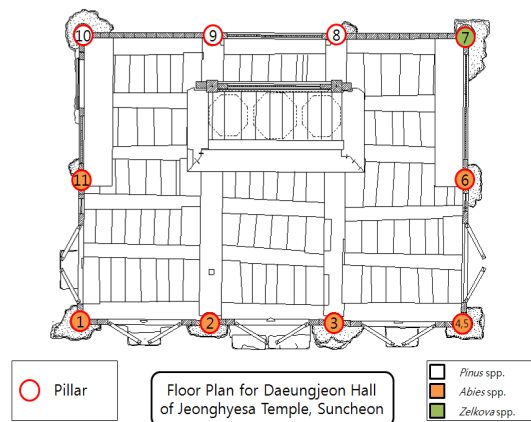 10
9
8
7
11
6
1
2
3
4,5
Pillar
Floor Plan for Daeungjeon Hall
of Jeonghyesa Temple, Suncheon
Pinus spp.
Abies spp.
Zelkova spp.